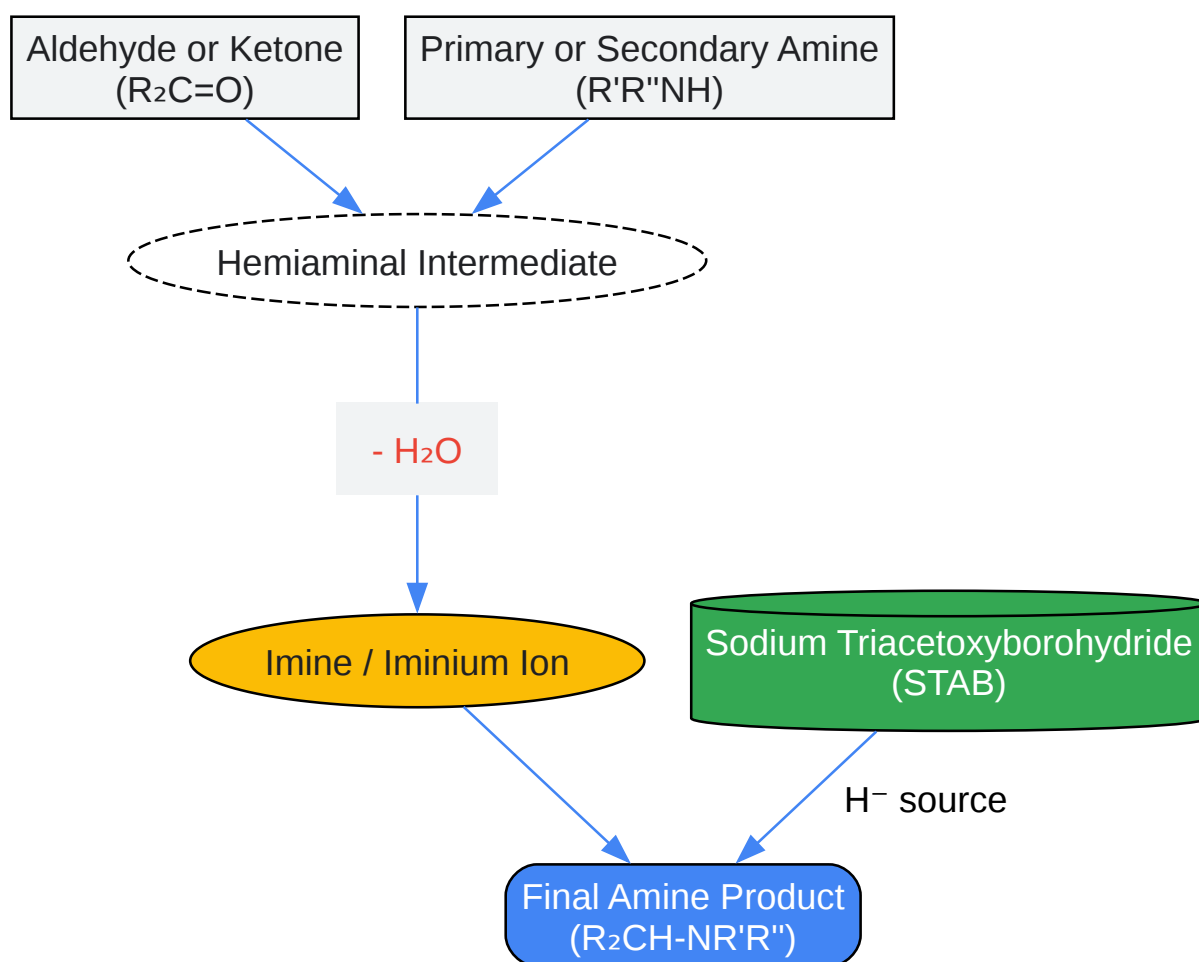 Aldehyde or Ketone
(R₂C=O)
Primary or Secondary Amine
(R'R"NH)
Hemiaminal Intermediate
- H₂O
Imine / Iminium Ion
Sodium Triacetoxyborohydride
(STAB)
H⁻ source
Final Amine Product
(R₂CH-NR'R")